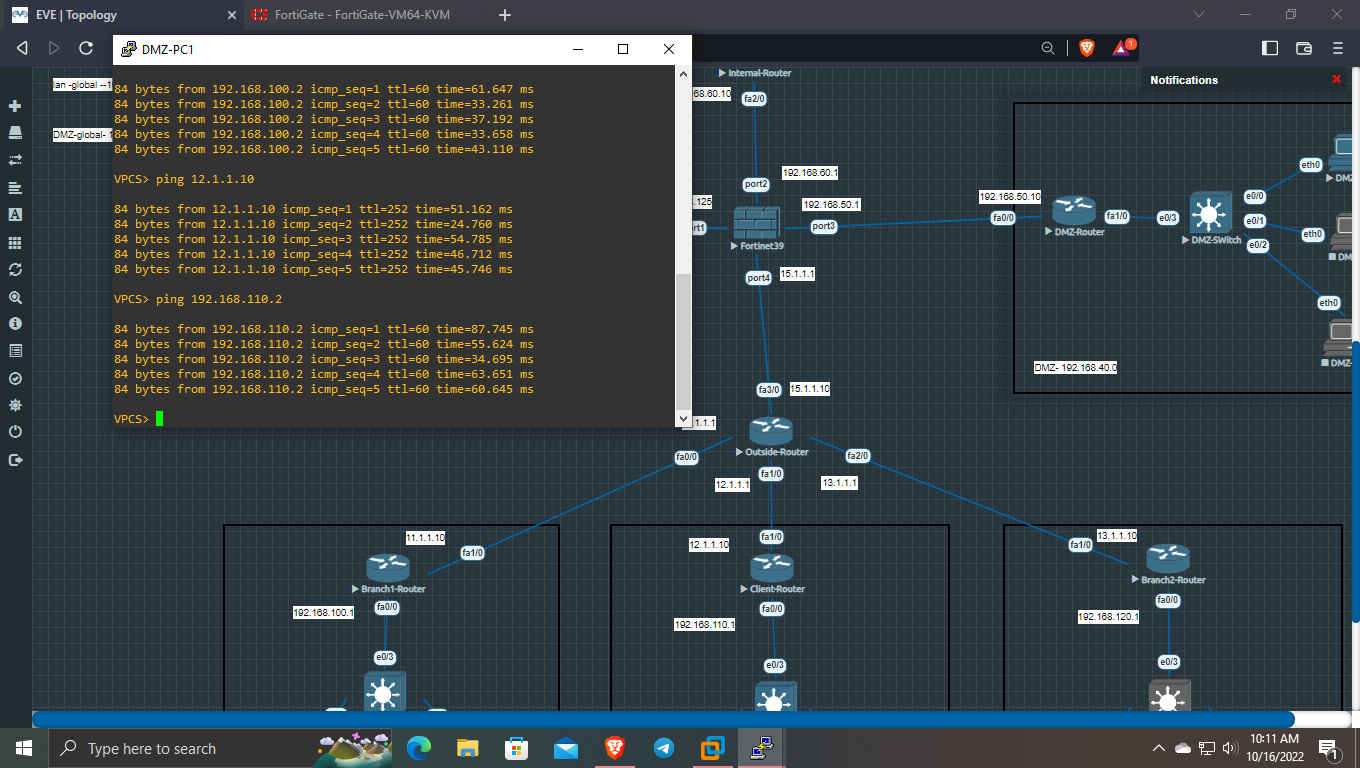 EVE | Topology
FortiGate - FortiGate-VM64-KVM
1
DMZ-PC1
lan -global --1
DMZ-global- 1
84 bytes from 192.168.100.2 icmp_seq=1 ttl=60 time=61.647 ms
84 bytes from 192.168.100.2 icmp_seq=2 ttl=60 time=33.261 ms
84 bytes from 192.168.100.2 icmp_seq=3 ttl=60 time=37.192 ms
84 bytes from 192.168.100.2 icmp_seq=4 ttl=60 time=33.658 ms
84 bytes from 192.168.100.2 icmp_seq=5 ttl=60 time=43.110 ms
VPCS> ping 12.1.1.10
84 bytes from 12.1.1.10 icmp_seq=1 ttl=252 time=51.162 ms
84 bytes from 12.1.1.10 icmp_seq=2 ttl=252 time=24.760 ms
84 bytes from 12.1.1.10 icmp_seq=3 ttl=252 time=54.785 ms
84 bytes from 12.1.1.10 icmp_seq=4 ttl=252 time=46.712 ms
84 bytes from 12.1.1.10 icmp_seq=5 ttl=252 time=45.746 ms
VPCS> ping 192.168.110.2
84 bytes from 192.168.110.2 icmp_seq=1 ttl=60 time=87.745 ms
84 bytes from 192.168.110.2 icmp_seq=2 ttl=60 time=55.624 ms
84 bytes from 192.168.110.2 icmp_seq=3 ttl=60 time=34.695 ms
84 bytes from 192.168.110.2 icmp_seq=4 ttl=60 time=63.651 ms
84 bytes from 192.168.110.2 icmp_seq=5 ttl=60 time=60.645 ms
VPCS>
Internal-Router
68.60.10
fa2/0
Notifications
192.168.60.1
port2
.125
192.168.50.1
rt1
port3
Fortinet39
port4
15.1.1.1
192.168.50.10
fa0/0
DMZ-Router
fa1/0
e0/3
DMZ-SWitch
e0/0
e0/1
e0/2
eth0
DMZ
eth0
DM
eth0
DMZ-
DMZ- 192.168.40.0
fa3/0
15.1.1.10
.1.1
Outside-Router
fa0/0
fa1/0
fa2/0
12.1.1.1
13.1.1.1
11.1.1.10
fa1/0
Branch1-Router
fa0/0
192.168.100.1
e0/3
fa1/0
12.1.1.10
Client-Router
fa0/0
192.168.110.1
e0/3
13.1.1.10
fa1/0
Branch2-Router
fa0/0
192.168.120.1
e0/3
Type here to search
10:11 AM
10/16/2022
1